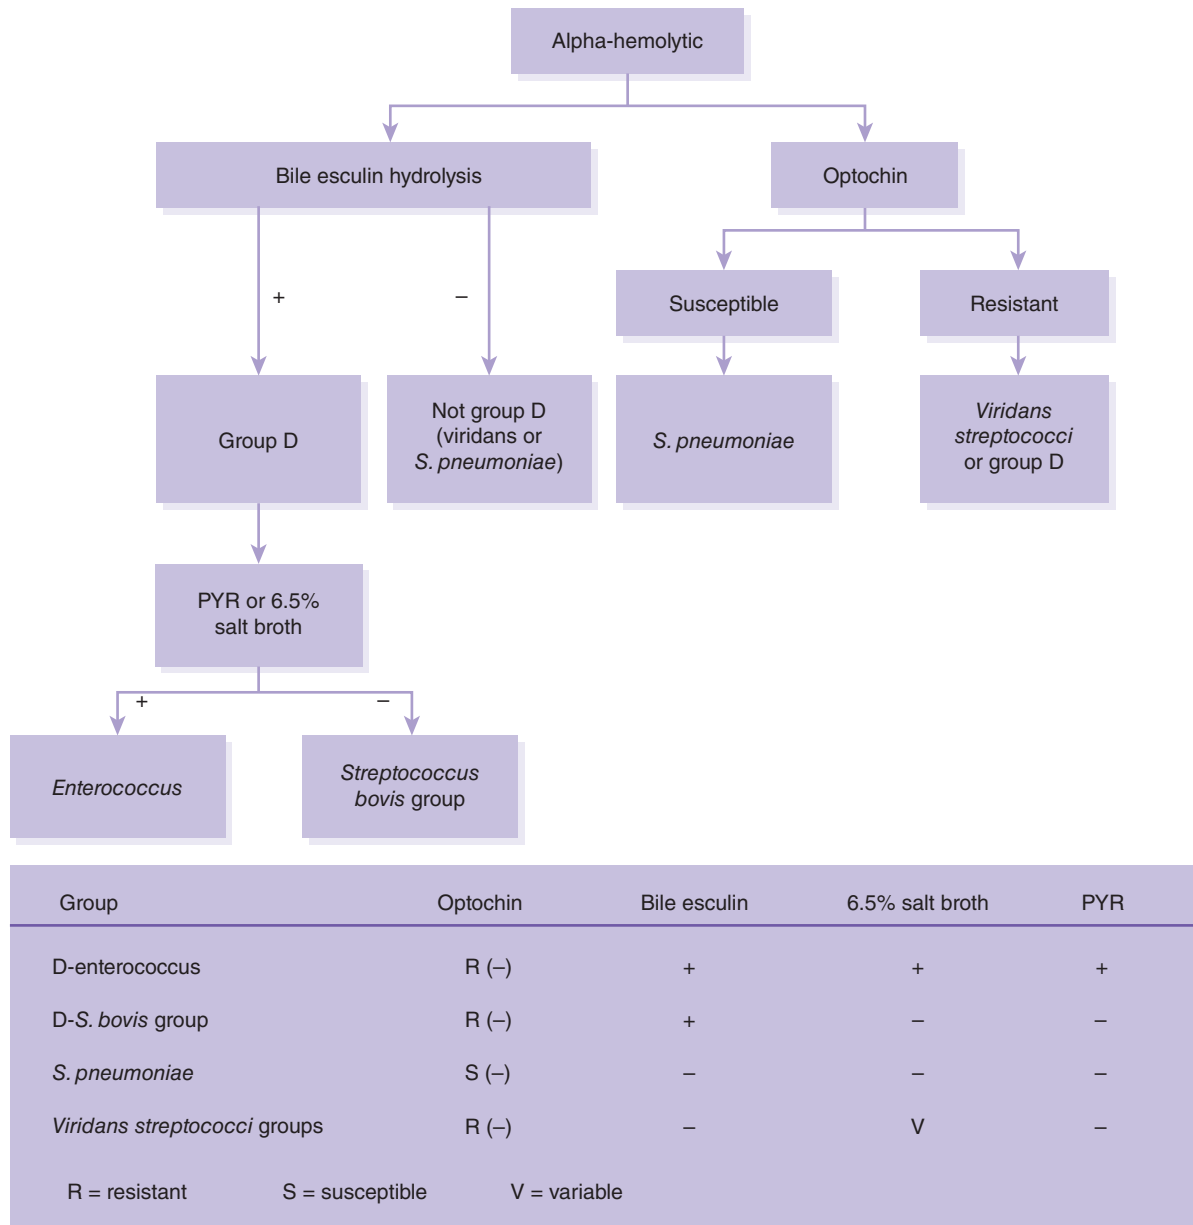 Alpha-hemolytic
Bile esculin hydrolysis
Optochin
Susceptible
Resistant
+
–
Group D
Not group D
(viridans or
S. pneumoniae)
S. pneumoniae
Viridans
streptococci
or group D
PYR or 6.5%
salt broth
+
–
Enterococcus
Streptococcus
bovis group
Group Optochin Bile esculin 6.5% salt broth PYR
D-enterococcus R (–) + + +
D-S. bovis group R (–) + – –
S. pneumoniae S (–) – – –
Viridans streptococci groups R (–) – V –
R = resistant S = susceptible V = variable